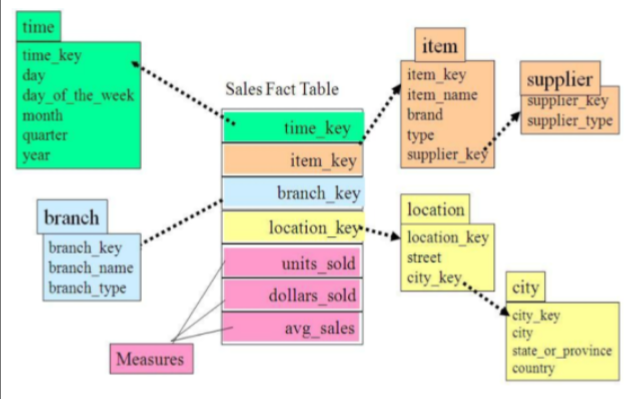 time
time_key
day
day_of_the_week
month
quarter
year
Sales Fact Table
time_key
item_key
branch_key
location_key
units_sold
dollars_sold
avg_sales
Measures
branch
branch_key
branch_name
branch_type
item
item_key
item_name
brand
type
supplier_key
supplier
supplier_key
supplier_type
location
location_key
street
city_key
city
city_key
city
state_or_province
country